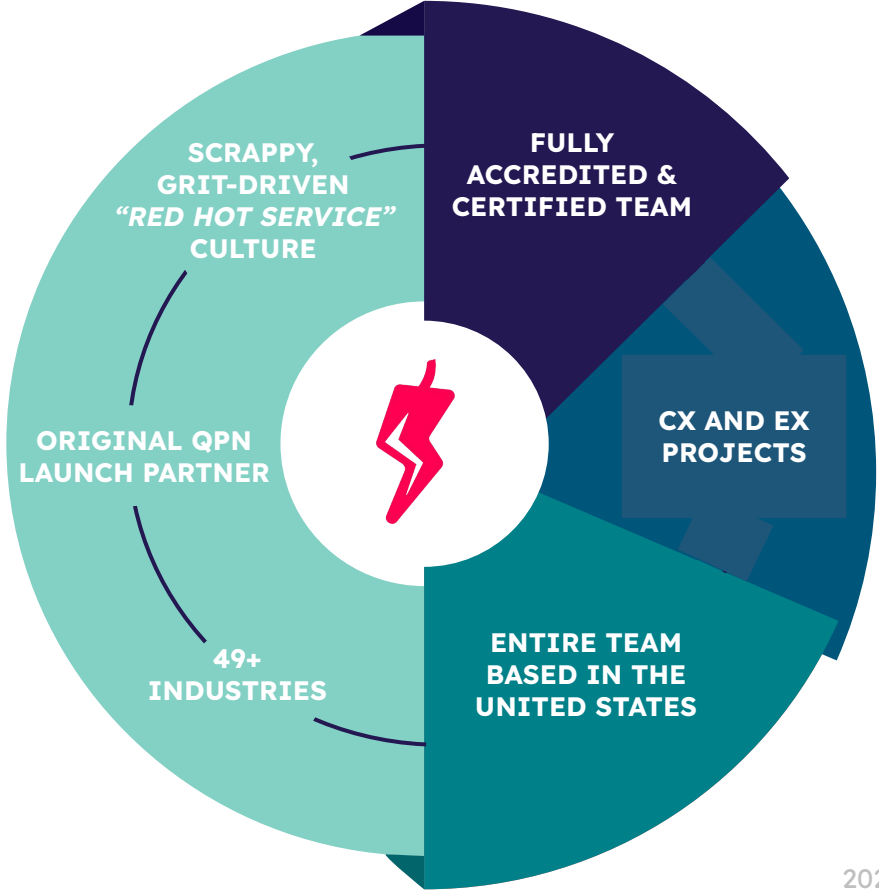 SCRAPPY,
GRIT-DRIVEN
“RED HOT SERVICE”
CULTURE
FULLY
ACCREDITED &
CERTIFIED TEAM
ORIGINAL QPN
LAUNCH PARTNER
CX AND EX
PROJECTS
49+
INDUSTRIES
ENTIRE TEAM
BASED IN THE
UNITED STATES